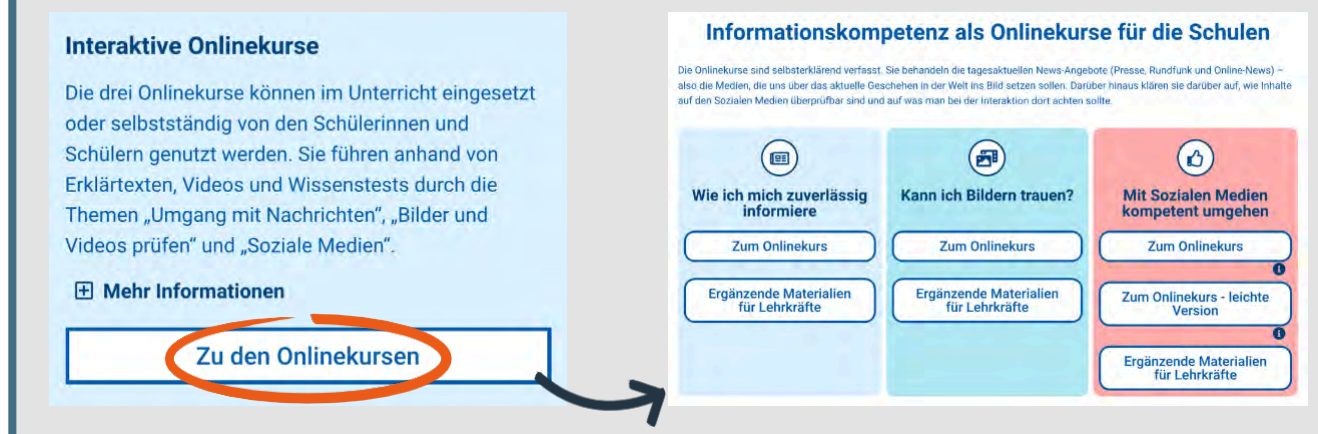 Interaktive Onlinekurse
Die drei Onlinekurse können im Unterricht eingesetzt
oder selbstständig von den Schülerinnen und
Schülern genutzt werden. Sie führen anhand von
Erklärtexten, Videos und Wissenstests durch die
Themen „Umgang mit Nachrichten“, „Bilder und
Videos prüfen“ und „Soziale Medien“.
Mehr Informationen
Zu den Onlinekursen
Informationskompetenz als Onlinekurse für die Schulen
Die Onlinekurse sind selbsterklärend verfasst. Sie behandeln die tagesaktuellen News-Angebote (Presse, Rundfunk und Online-News) –
also die Medien, die uns über das aktuelle Geschehen in der Welt ins Bild setzen sollen. Darüber hinaus klären sie darüber auf, wie Inhalte
auf den Sozialen Medien überprüfbar sind und auf was man bei der Interaktion dort achten sollte.
Wie ich mich zuverlässig
informiere
Zum Onlinekurs
Ergänzende Materialien
für Lehrkräfte
Kann ich Bildern trauen?
Zum Onlinekurs
Ergänzende Materialien
für Lehrkräfte
Mit Sozialen Medien
kompetent umgehen
Zum Onlinekurs
Zum Onlinekurs - leichte
Version
Ergänzende Materialien
für Lehrkräfte